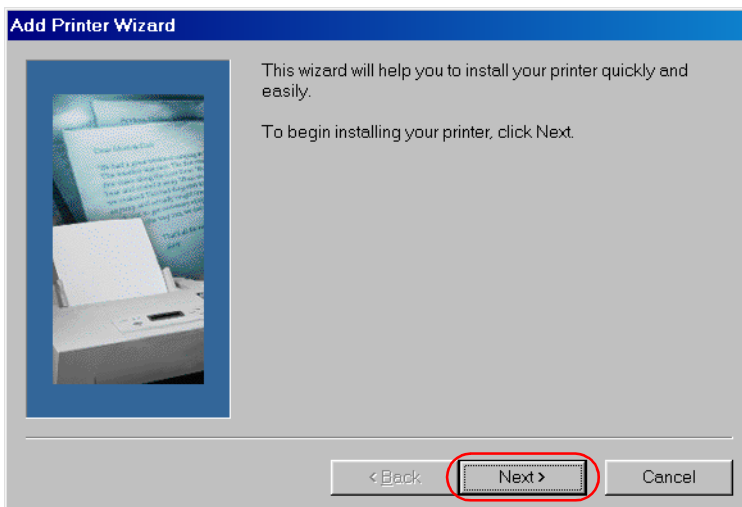 Add Printer Wizard
This wizard will help you to install your printer quickly and
easily.
To begin installing your printer, click Next.
< Back
Next >
Cancel